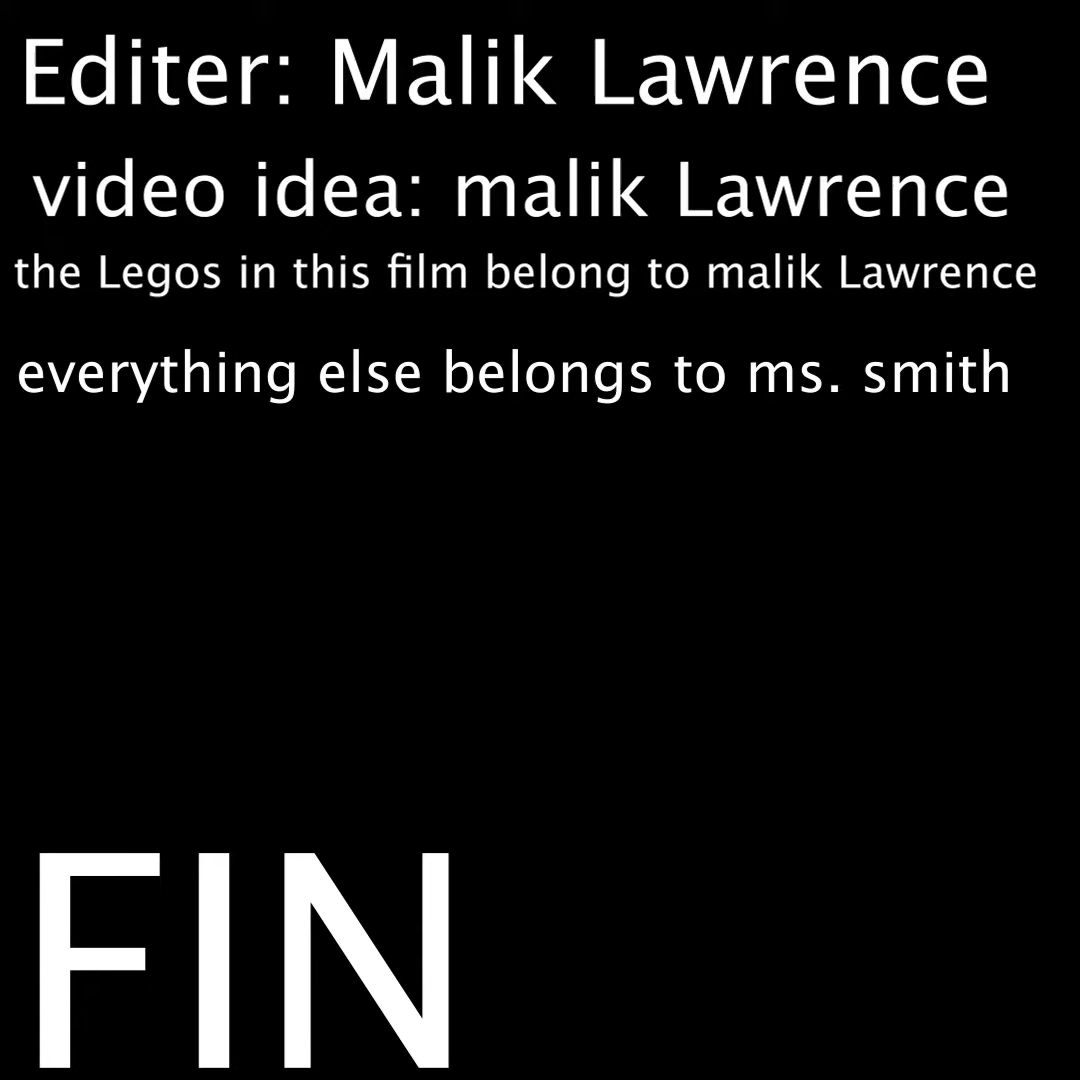 Editer: Malik Lawrence
video idea: malik Lawrence
the Legos in this film belong to malik Lawrence
everything else belongs to ms. smith
FIN